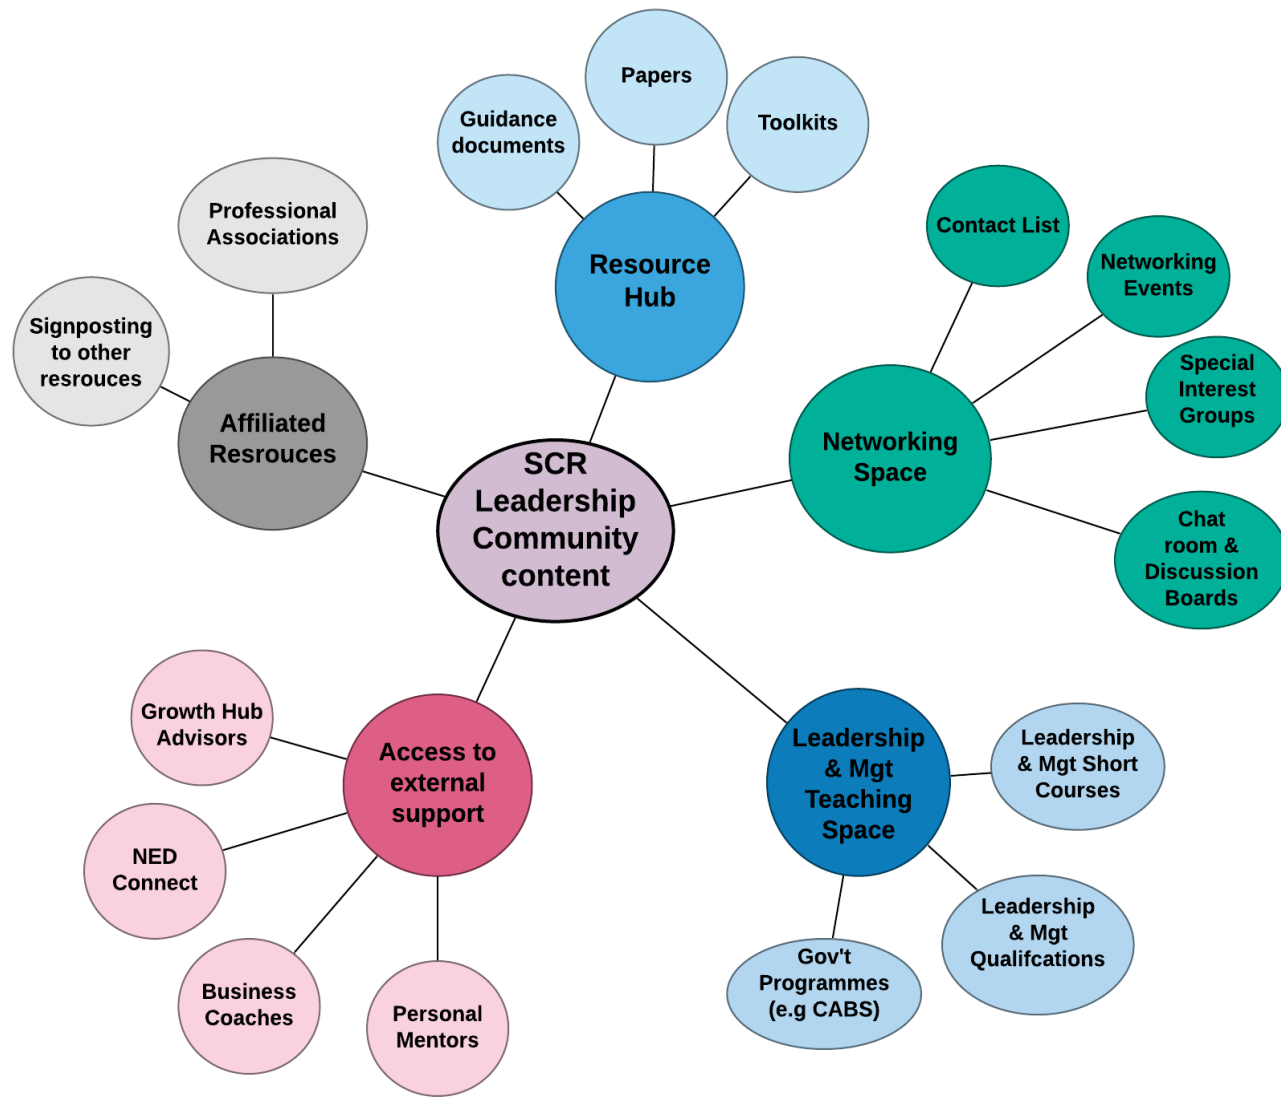 Papers
Toolkits
Guidance
documents
Resource
Hub
Professional
Associations
Signposting
to other
resrouces
Affiliated
Resrouces
Contact List
Networking
Events
Special
Interest
Groups
Networking
Space
Chat
room &
Discussion
Boards
SCR
Leadership
Community
content
Growth Hub
Advisors
Access to
external
support
NED
Connect
Business
Coaches
Personal
Mentors
Leadership
& Mgt
Teaching
Space
Leadership
& Mgt Short
Courses
Leadership
& Mgt
Qualifcations
Gov't
Programmes
(e.g CABS)